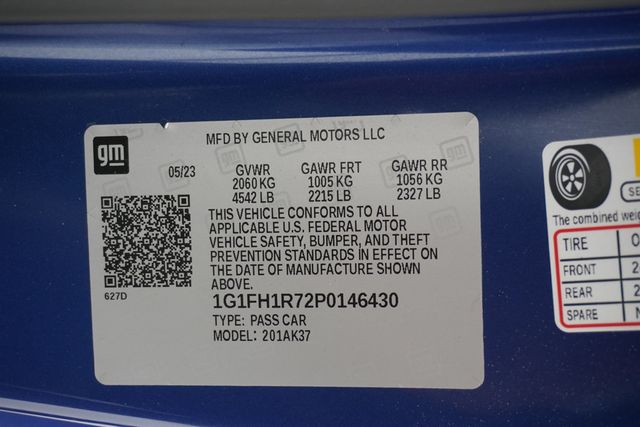 MFD BY GENERAL MOTORS LLC
gm
05/23 GVWR GAWR FRT GAWR RR
2060 KG 1005 KG 1056 KG
4542 LB 2215 LB 2327 LB
THIS VEHICLE CONFORMS TO ALL
APPLICABLE U.S. FEDERAL MOTOR
VEHICLE SAFETY, BUMPER, AND THEFT
PREVENTION STANDARDS IN EFFECT ON
THE DATE OF MANUFACTURE SHOWN
ABOVE.
627D
1G1FH1R72P0146430
TYPE: PASS CAR
MODEL: 201AK37
The combined
TIRE
FRONT 2
REAR 2
SPARE